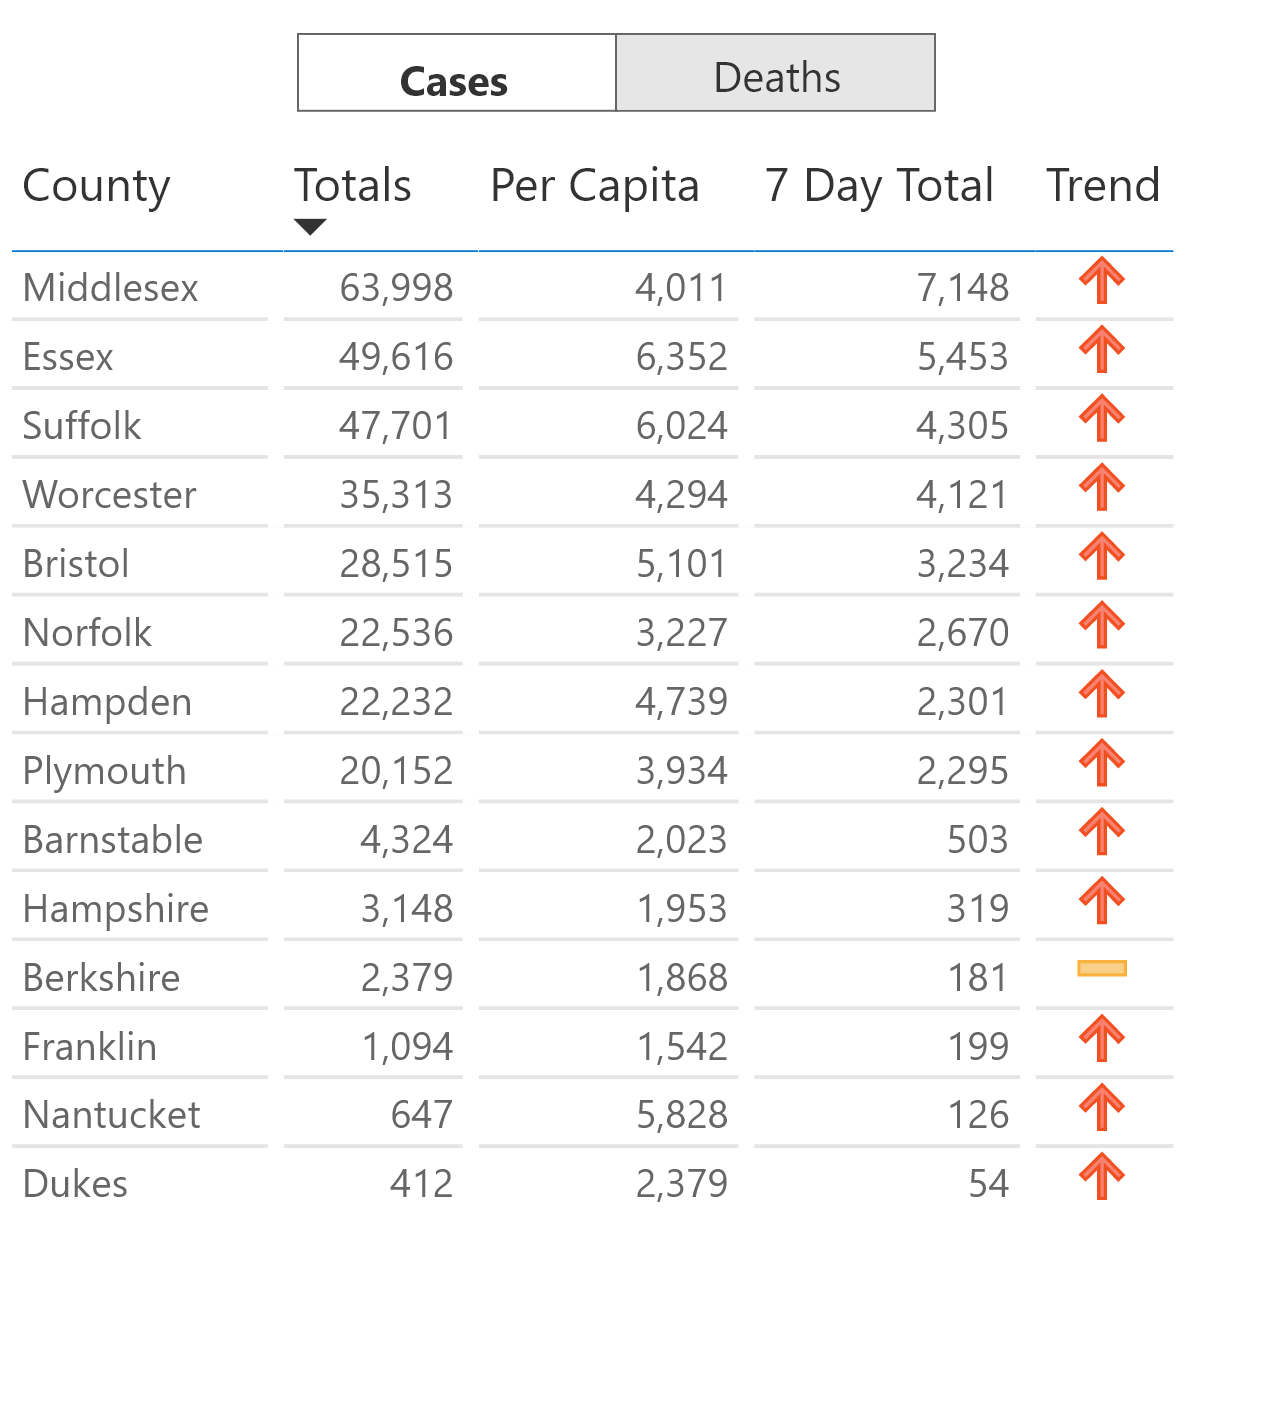 Cases Deaths
County Totals Per Capita 7 Day Total Trend
Middlesex 63,998 4,011 7,148
Essex 49,616 6,352 5,453
Suffolk 47,701 6,024 4,305
Worcester 35,313 4,294 4,121
Bristol 28,515 5,101 3,234
Norfolk 22,536 3,227 2,670
Hampden 22,232 4,739 2,301
Plymouth 20,152 3,934 2,295
Barnstable 4,324 2,023 503
Hampshire 3,148 1,953 319
Berkshire 2,379 1,868 181
Franklin 1,094 1,542 199
Nantucket 647 5,828 126
Dukes 412 2,379 54